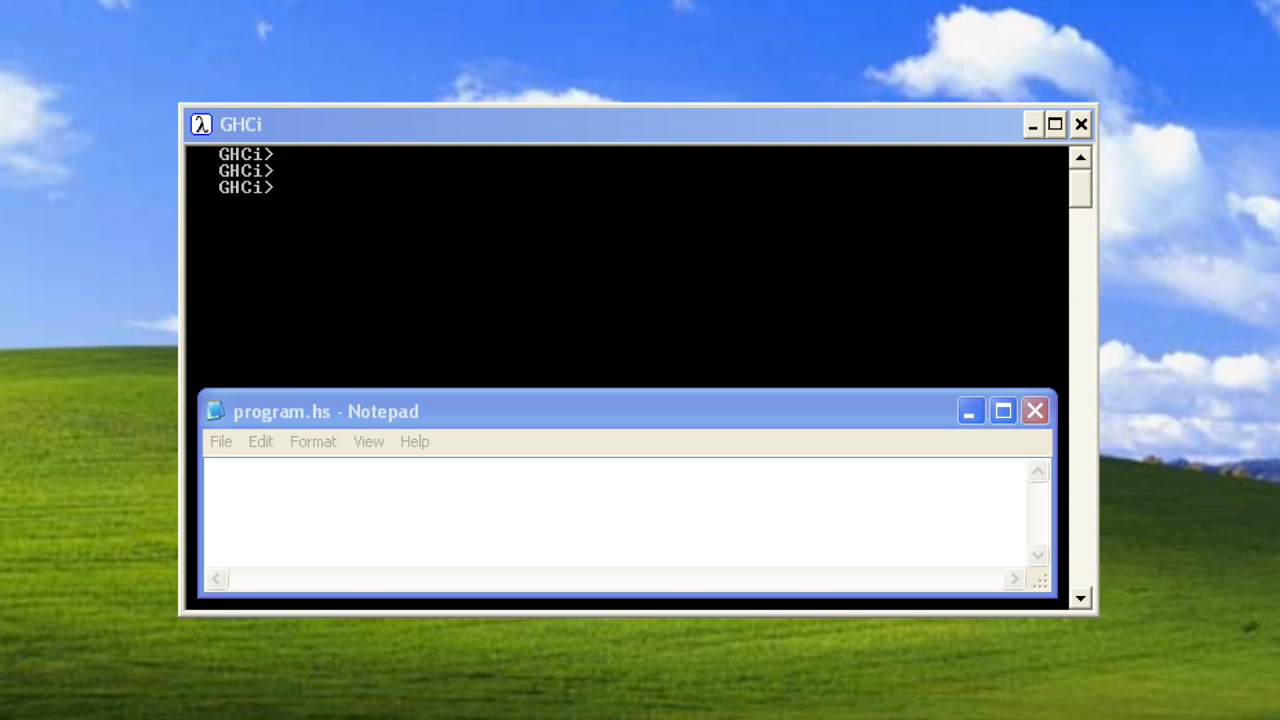 λ GHCi
GHCi>
GHCi>
GHCi>
program.hs - Notepad
File Edit Format View Help